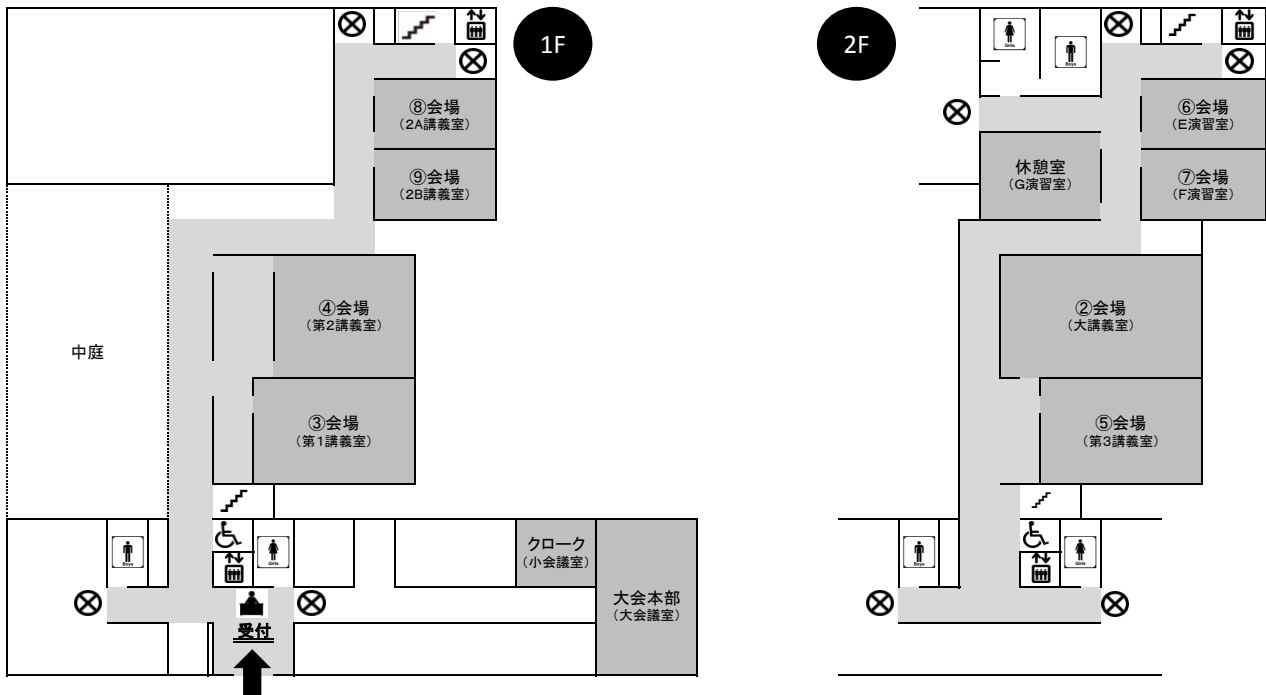 1F
⑧会場
（2A講義室）
⑨会場
（2B講義室）
④会場
（第2講義室）
中庭
③会場
（第1講義室）
Boys
Girls
クローク
（小会議室）
大会本部
（大会議室）
受付
2F
Girls
Boys
⑥会場
（E演習室）
休憩室
（G演習室）
⑦会場
（F演習室）
②会場
（大講義室）
⑤会場
（第3講義室）
Boys
Girls